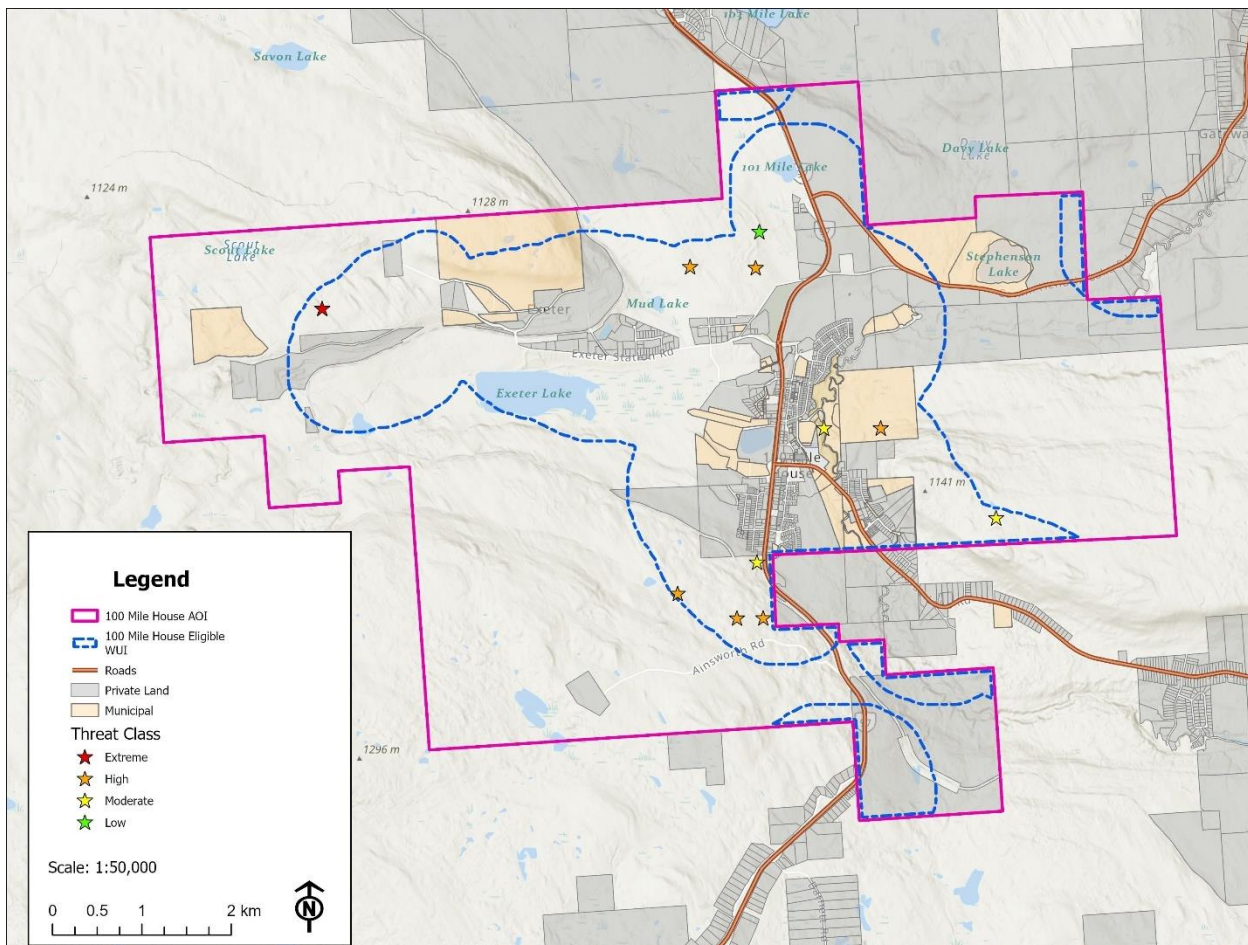 103 Mile Lake
Savon Lake
Davy Lake
101 Mile Lake
1124 m
1128 m
Scout Lake
Stephenson
Lake
Mud Lake
Exeter
Exeter Station Rd
Exeter Lake
House
1141 m
Ainsworth Rd
1296 m
Legend
100 Mile House AOI
100 Mile House Eligible
WUI
Roads
Private Land
Municipal
Threat Class
Extreme
High
Moderate
Low
Scale: 1:50,000
0 0.5 1 2 km
N